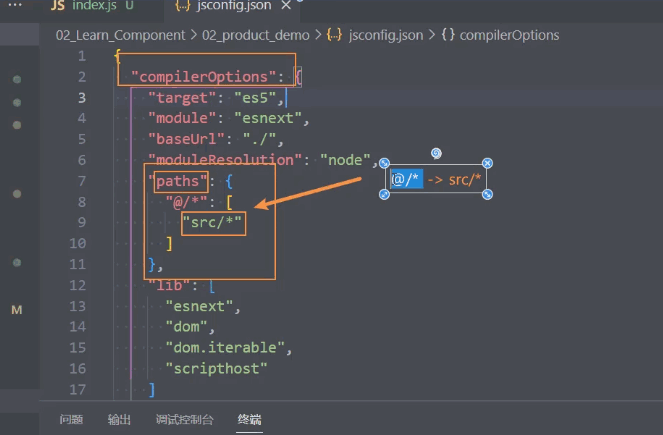 JS index.js U {..} jsconfig.json ×
02_Learn_Component > 02_product_demo > {..} jsconfig.json > { } compilerOptions
1 {
2 "compilerOptions": {
3 "target": "es5",
4 "module": "esnext",
5 "baseUrl": "./",
6 "moduleResolution": "node",
7 "paths": {
@/* -> src/*
8 "@/*": [
9 "src/*"
10 ]
11 },
12 "lib": [
13 "esnext",
14 "dom",
15 "dom.iterable",
16 "scripthost"
17 ]
M
问题 输出 调试控制台 终端